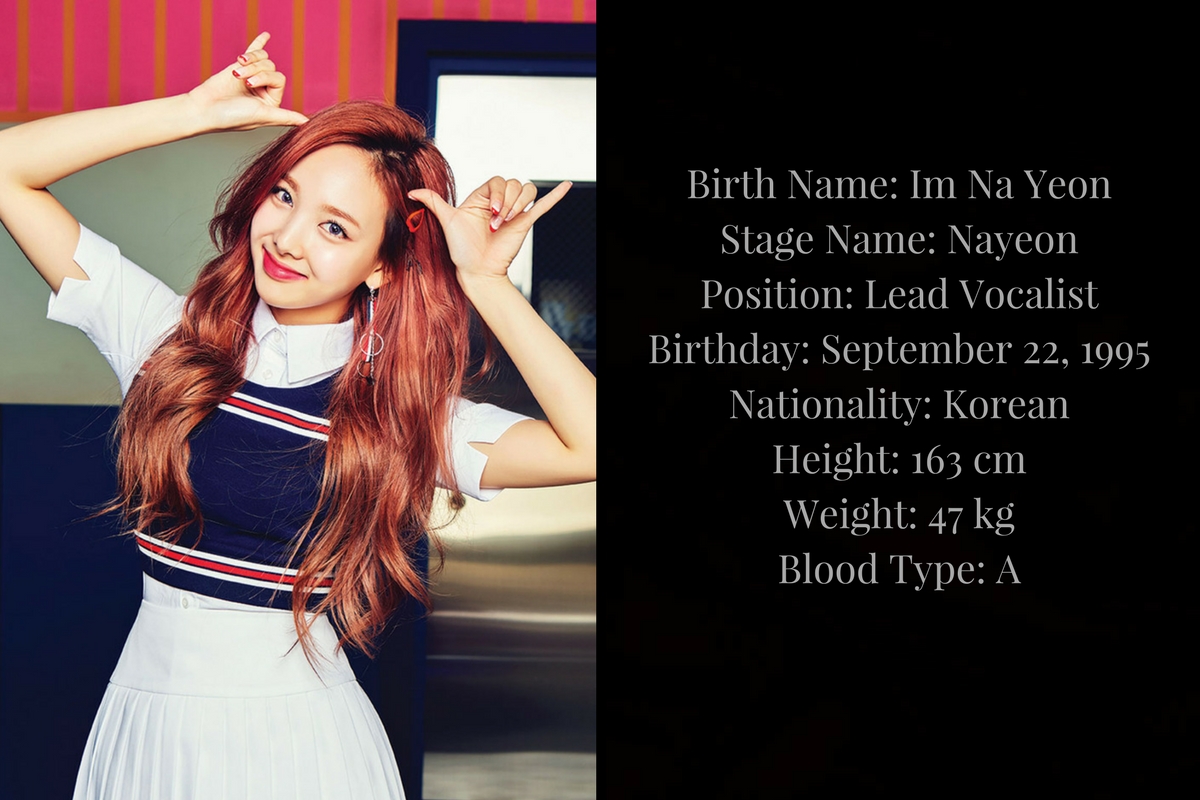 Birth Name: Im Na Yeon
Stage Name: Nayeon
Position: Lead Vocalist
Birthday: September 22, 1995
Nationality: Korean
Height: 163 cm
Weight: 47 kg
Blood Type: A